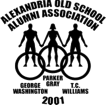 ALEXANDRIA OLD SCHOOL
ALUMNI ASSOCIATION
PARKER
GRAY
GEORGE
WASHINGTON
T.C.
WILLIAMS
2001